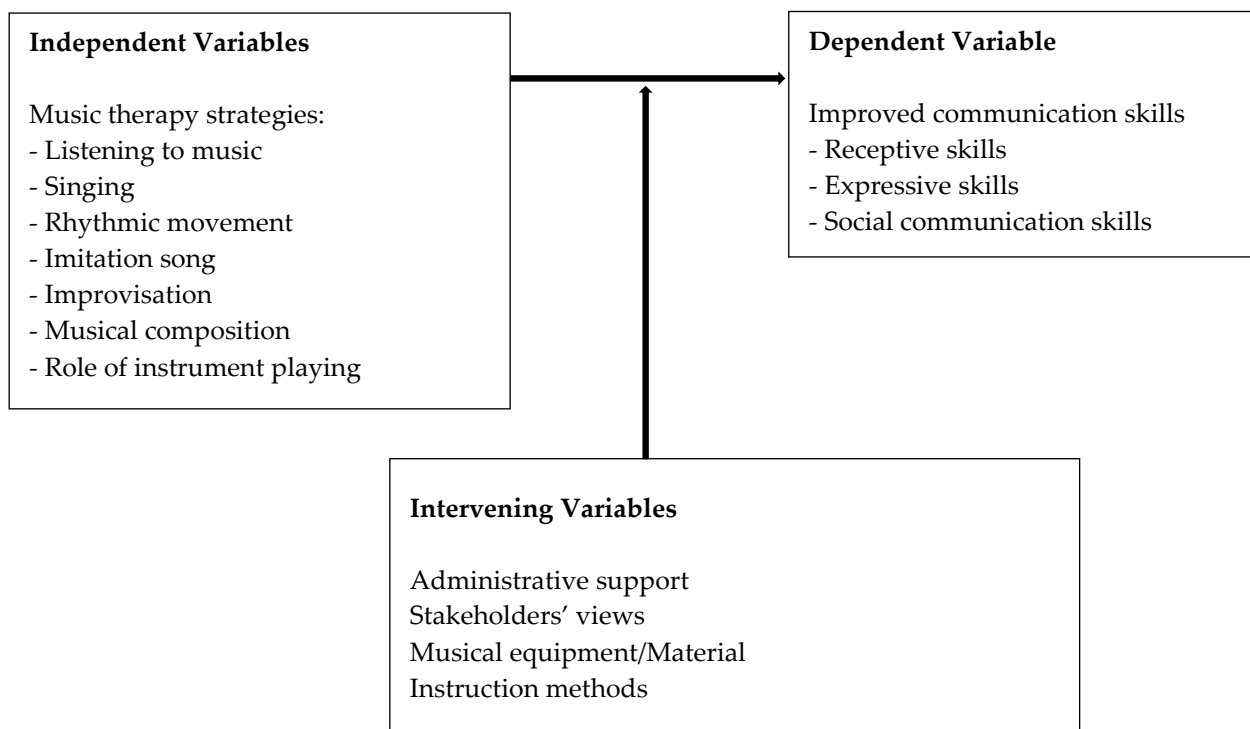 Independent Variables
Music therapy strategies:
- Listening to music
- Singing
- Rhythmic movement
- Imitation song
- Improvisation
- Musical composition
- Role of instrument playing
Dependent Variable
Improved communication skills
- Receptive skills
- Expressive skills
- Social communication skills
Intervening Variables
Administrative support
Stakeholders’ views
Musical equipment/Material
Instruction methods